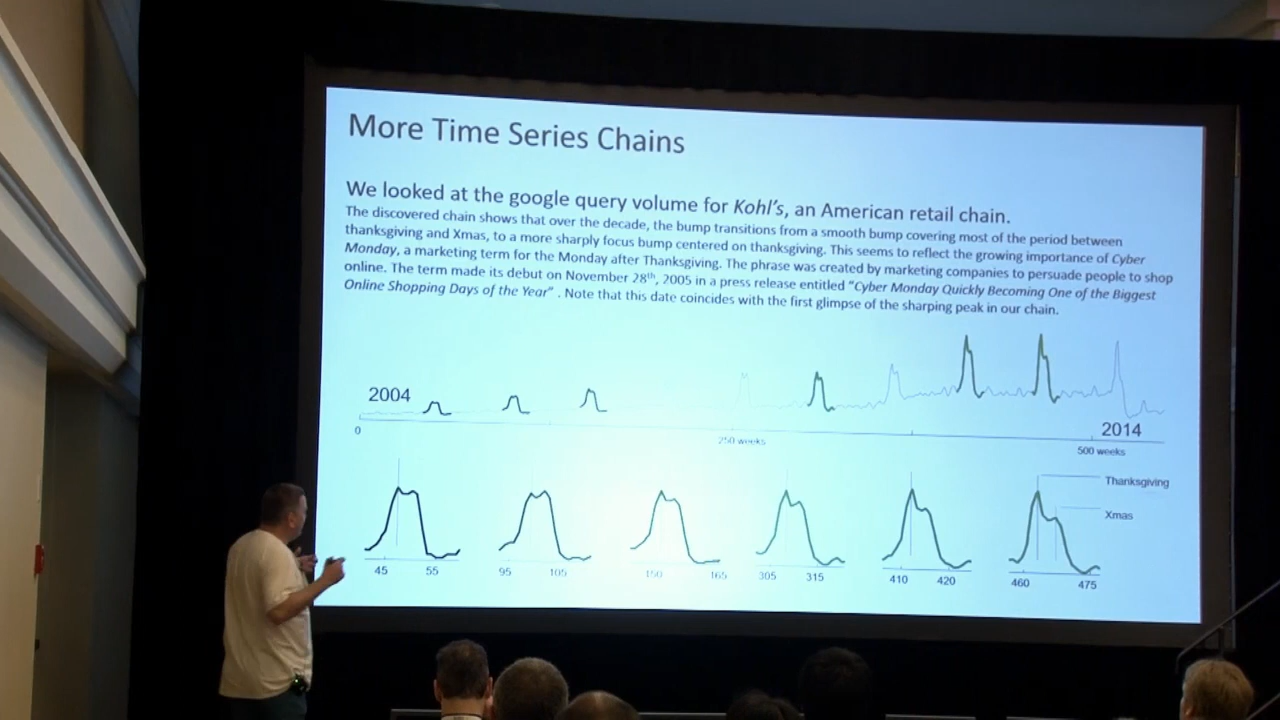 More Time Series Chains
We looked at the google query volume for Kohl's, an American retail chain.
The discovered chain shows that over the decade, the bump transitions from a smooth bump covering most of the period between
thanksgiving and Xmas, to a more sharply focus bump centered on thanksgiving. This seems to reflect the growing importance of Cyber
Monday, a marketing term for the Monday after Thanksgiving. The phrase was created by marketing companies to persuade people to shop
online. The term made its debut on November 28th, 2005 in a press release entitled "Cyber Monday Quickly Becoming One of the Biggest
Online Shopping Days of the Year" . Note that this date coincides with the first glimpse of the sharping peak in our chain.
2004
2014
0
250 weeks
500 weeks
Thanksgiving
Xmas
45 55 95 105 150 165 305 315 410 420 460 475